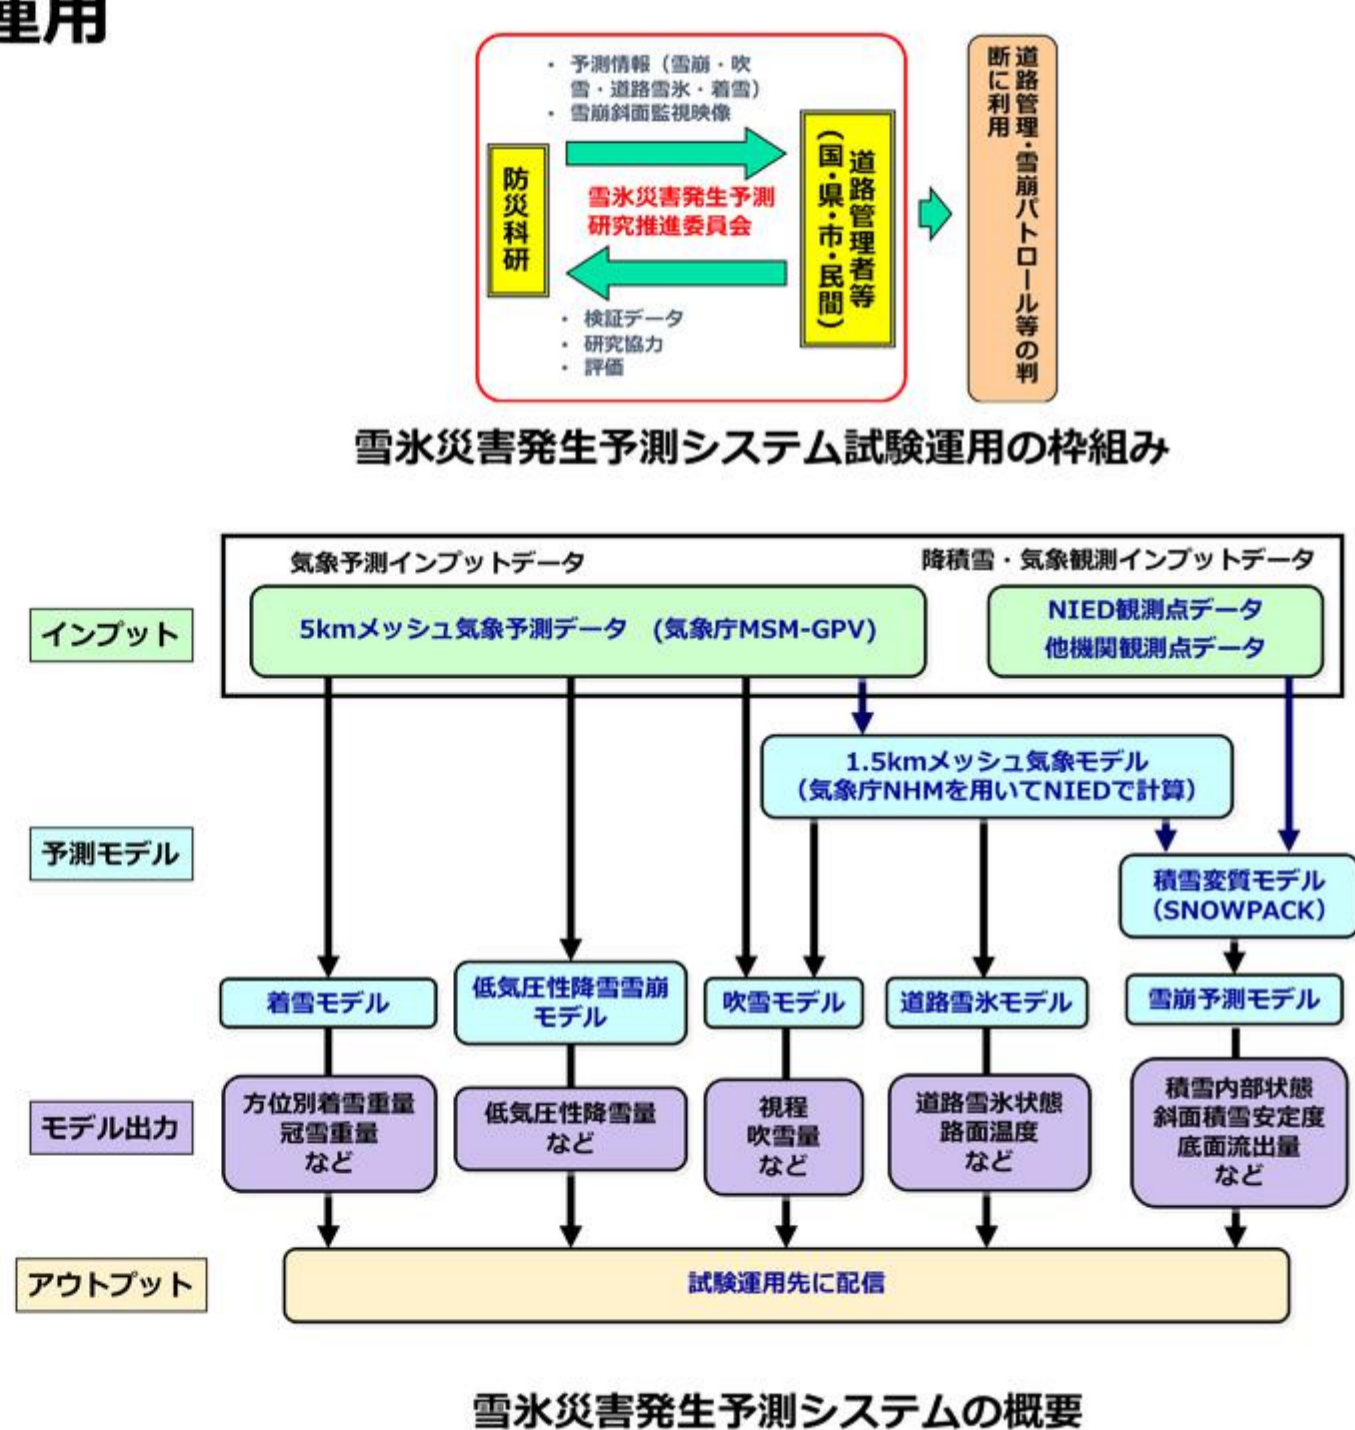 運用
・ 予測情報（雪崩・吹
雪・道路雪氷・着雪）
・ 雪崩斜面監視映像
防災科研
雪氷災害発生予測
研究推進委員会
道路管理者等
（国・県・市・民間）
・ 検証データ
・ 研究協力
・ 評価
道路管理・雪崩パトロール等の判
断に利用
雪氷災害発生予測システム試験運用の枠組み
気象予測インプットデータ
降積雪・気象観測インプットデータ
インプット
5kmメッシュ気象予測データ (気象庁MSM-GPV)
NIED観測点データ
他機関観測点データ
1.5kmメッシュ気象モデル
（気象庁NHMを用いてNIEDで計算）
予測モデル
積雪変質モデル
（SNOWPACK）
着雪モデル
低気圧性降雪雪崩
モデル
吹雪モデル
道路雪氷モデル
雪崩予測モデル
モデル出力
方位別着雪重量
冠雪重量
など
低気圧性降雪量
など
視程
吹雪量
など
道路雪氷状態
路面温度
など
積雪内部状態
斜面積雪安定度
底面流出量
など
アウトプット
試験運用先に配信
雪氷災害発生予測システムの概要